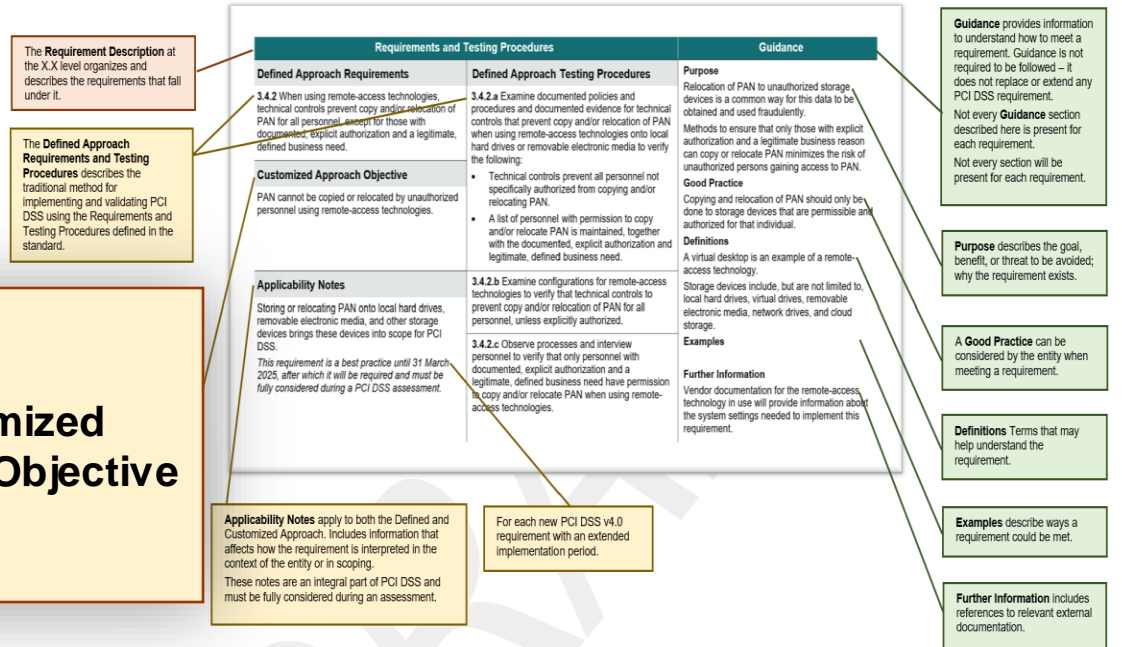 The Requirement Description at
the X.X level organizes and
describes the requirements that fall
under it.
The Defined Approach
Requirements and Testing
Procedures describes the
traditional method for
implementing and validating PCI
DSS using the Requirements and
Testing Procedures defined in the
standard.
mized
Objective
Requirements and Testing Procedures
Guidance
Defined Approach Requirements
3.4.2 When using remote-access technologies,
technical controls prevent copy and/or relocation of
PAN for all personnel, except for those with
documented, explicit authorization and a legitimate,
defined business need.
Customized Approach Objective
PAN cannot be copied or relocated by unauthorized
personnel using remote-access technologies.
Applicability Notes
Storing or relocating PAN onto local hard drives,
removable electronic media, and other storage
devices brings these devices into scope for PCI
DSS.
This requirement is a best practice until 31 March
2025, after which it will be required and must be
fully considered during a PCI DSS assessment.
Defined Approach Testing Procedures
3.4.2.a Examine documented policies and
procedures and documented evidence for technical
controls that prevent copy and/or relocation of PAN
when using remote-access technologies onto local
hard drives or removable electronic media to verify
the following:
• Technical controls prevent all personnel not
specifically authorized from copying and/or
relocating PAN.
• A list of personnel with permission to copy
and/or relocate PAN is maintained, together
with the documented, explicit authorization and
legitimate, defined business need.
3.4.2.b Examine configurations for remote-access
technologies to verify that technical controls to
prevent copy and/or relocation of PAN for all
personnel, unless explicitly authorized.
3.4.2.c Observe processes and interview
personnel to verify that only personnel with
documented, explicit authorization and a
legitimate, defined business need have permission
to copy and/or relocate PAN when using remote-
access technologies.
Purpose
Relocation of PAN to unauthorized storage
devices is a common way for this data to be
obtained and used fraudulently.
Methods to ensure that only those with explicit
authorization and a legitimate business reason
can copy or relocate PAN minimizes the risk of
unauthorized persons gaining access to PAN.
Good Practice
Copying and relocation of PAN should only be
done to storage devices that are permissible and
authorized for that individual.
Definitions
A virtual desktop is an example of a remote-
access technology.
Storage devices include, but are not limited to,
local hard drives, virtual drives, removable
electronic media, network drives, and cloud
storage.
Examples
Further Information
Vendor documentation for the remote-access
technology in use will provide information about
the system settings needed to implement this
requirement.
Applicability Notes apply to both the Defined and
Customized Approach. Includes information that
affects how the requirement is interpreted in the
context of the entity or in scoping.
These notes are an integral part of PCI DSS and
must be fully considered during an assessment.
For each new PCI DSS v4.0
requirement with an extended
implementation period.
Guidance provides information
to understand how to meet a
requirement. Guidance is not
required to be followed – it
does not replace or extend any
PCI DSS requirement.
Not every Guidance section
described here is present for
each requirement.
Not every section will be
present for each requirement.
Purpose describes the goal,
benefit, or threat to be avoided;
why the requirement exists.
A Good Practice can be
considered by the entity when
meeting a requirement.
Definitions Terms that may
help understand the
requirement.
Examples describe ways a
requirement could be met.
Further Information includes
references to relevant external
documentation.